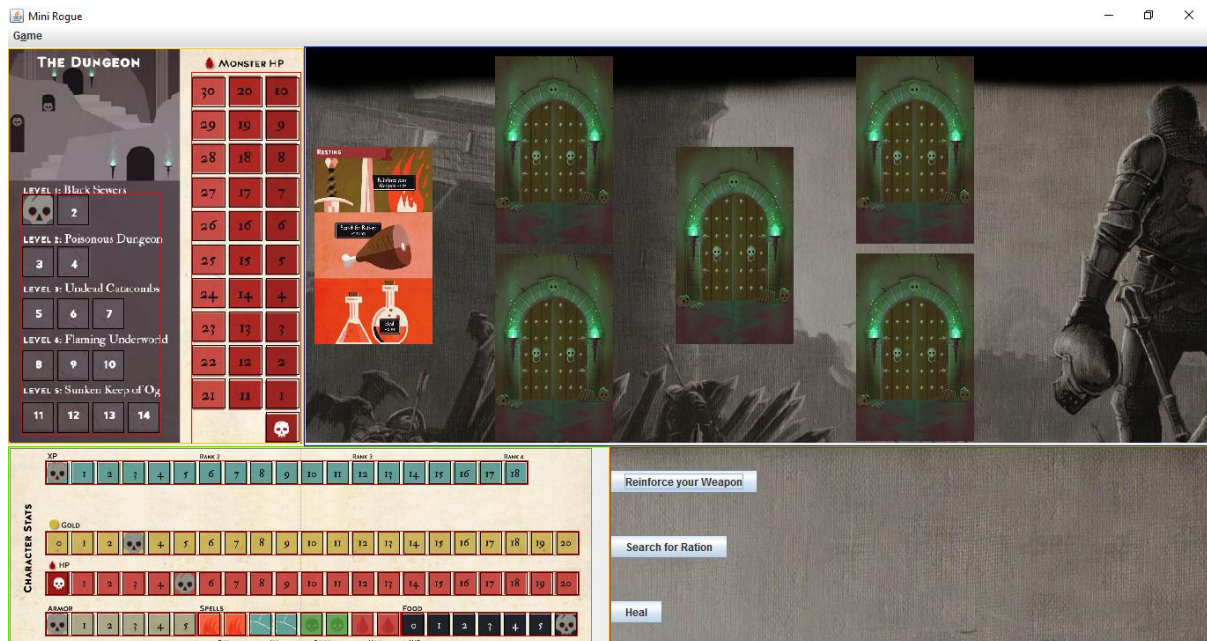 Mini Rogue
Game
THE DUNGEON
LEVEL 1: Black Sewers
2
LEVEL 2: Poisonous Dungeon
3 4
LEVEL 3: Undead Catacombs
5 6 7
LEVEL 4: Flaming Underworld
8 9 10
LEVEL 5: Sunken Keep of Og
11 12 13 14
MONSTER HP
30 20 10
29 19 9
28 18 8
27 17 7
26 16 6
25 15 5
24 14 4
23 13 3
22 12 2
21 11 1
RESTING
Reinforce your
Weapon
Search for Ration
Heal
CHARACTER STATS
XP RANK 2 RANK 3 RANK 4
1 2 3 4 5 6 7 8 9 10 11 12 13 14 15 16 17 18
GOLD
0 1 2 4 5 6 7 8 9 10 11 12 13 14 15 16 17 18 19 20
HP
1 2 3 4 6 7 8 9 10 11 12 13 14 15 16 17 18 19 20
ARMOR SPELLS FOOD
1 2 3 4 5 0 1 2 3 4 5
Reinforce your Weapon
Search for Ration
Heal